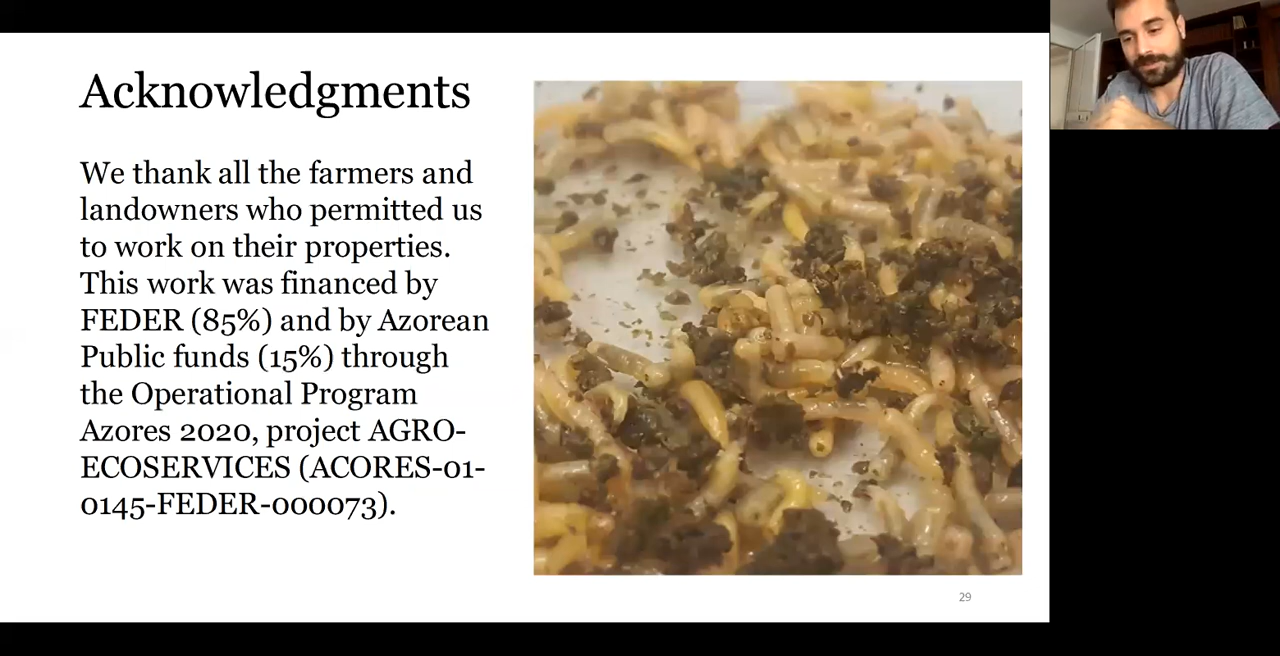 Acknowledgments
We thank all the farmers and
landowners who permitted us
to work on their properties.
This work was financed by
FEDER (85%) and by Azorean
Public funds (15%) through
the Operational Program
Azores 2020, project AGRO-
ECOSERVICES (ACORES-01-
0145-FEDER-000073).
29